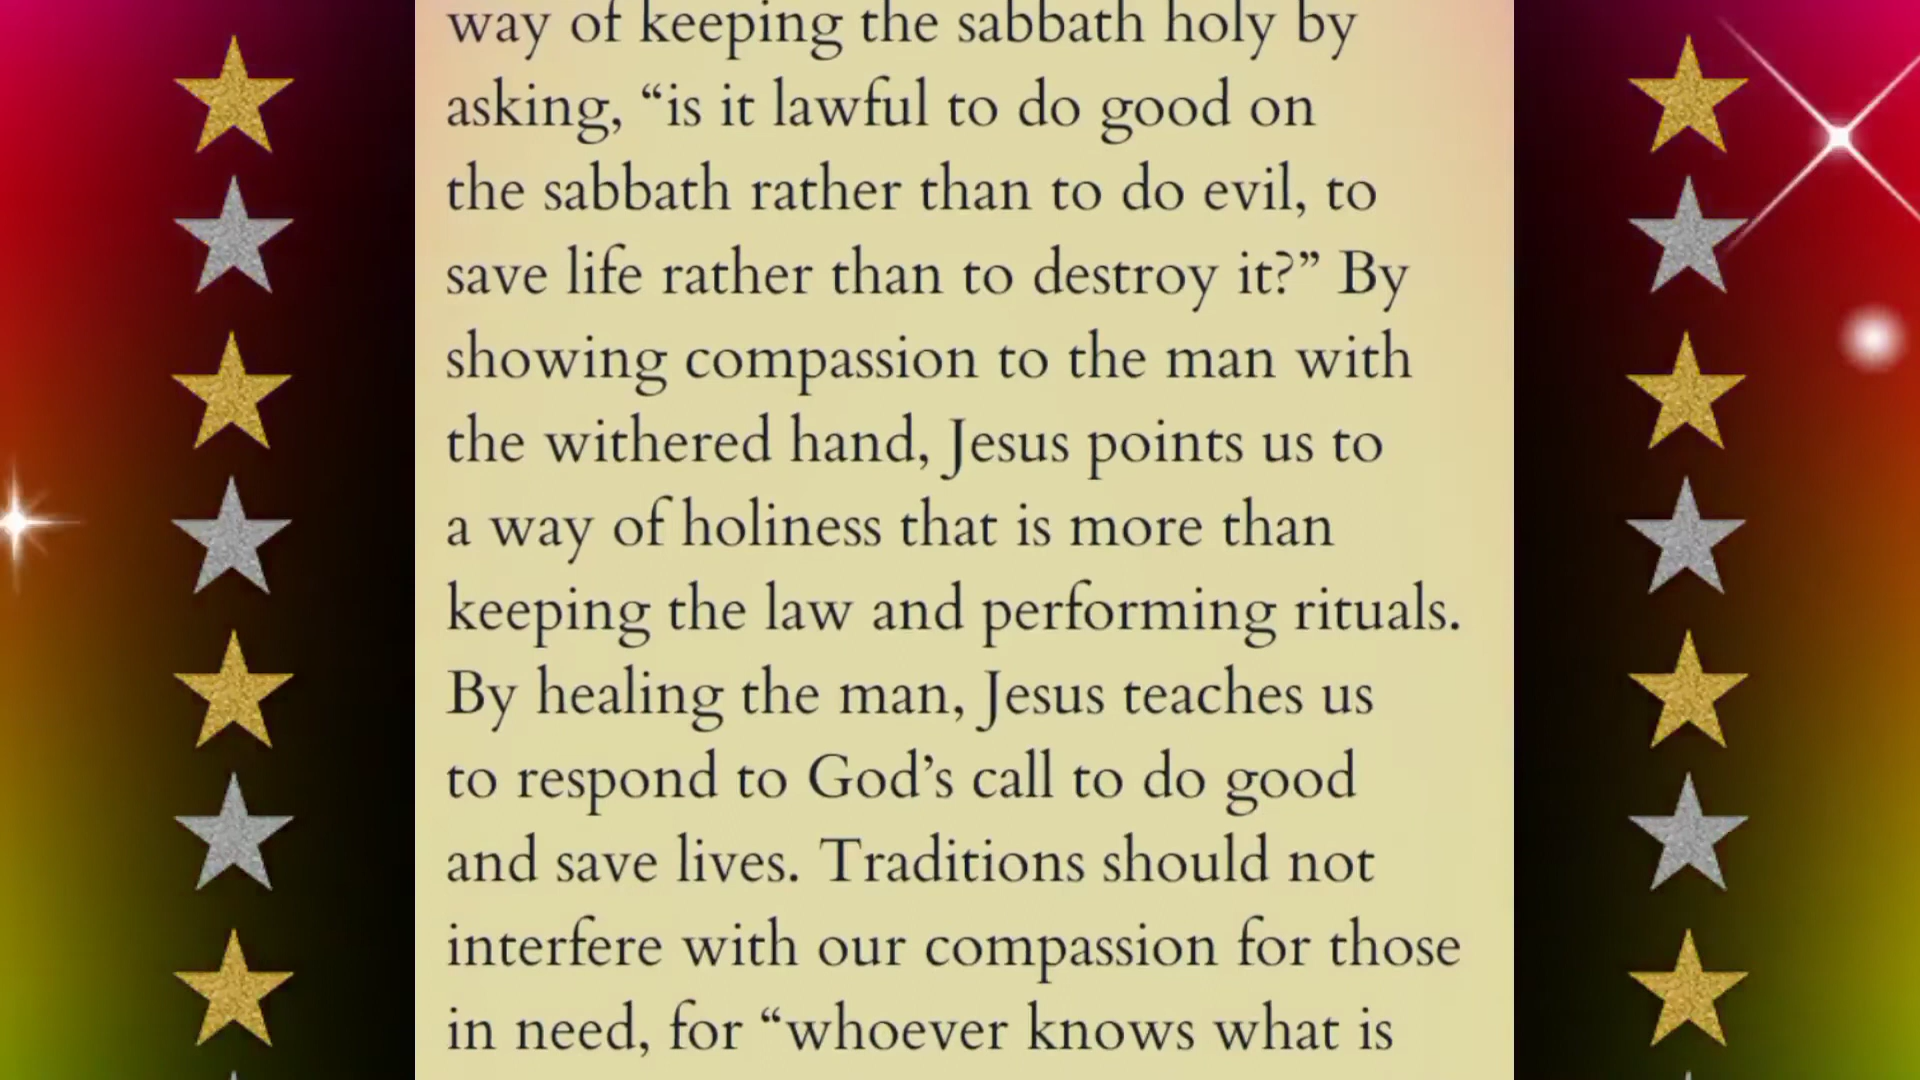 way of keeping the sabbath holy by
asking, “is it lawful to do good on
the sabbath rather than to do evil, to
save life rather than to destroy it?” By
showing compassion to the man with
the withered hand, Jesus points us to
a way of holiness that is more than
keeping the law and performing rituals.
By healing the man, Jesus teaches us
to respond to God’s call to do good
and save lives. Traditions should not
interfere with our compassion for those
in need, for “whoever knows what is